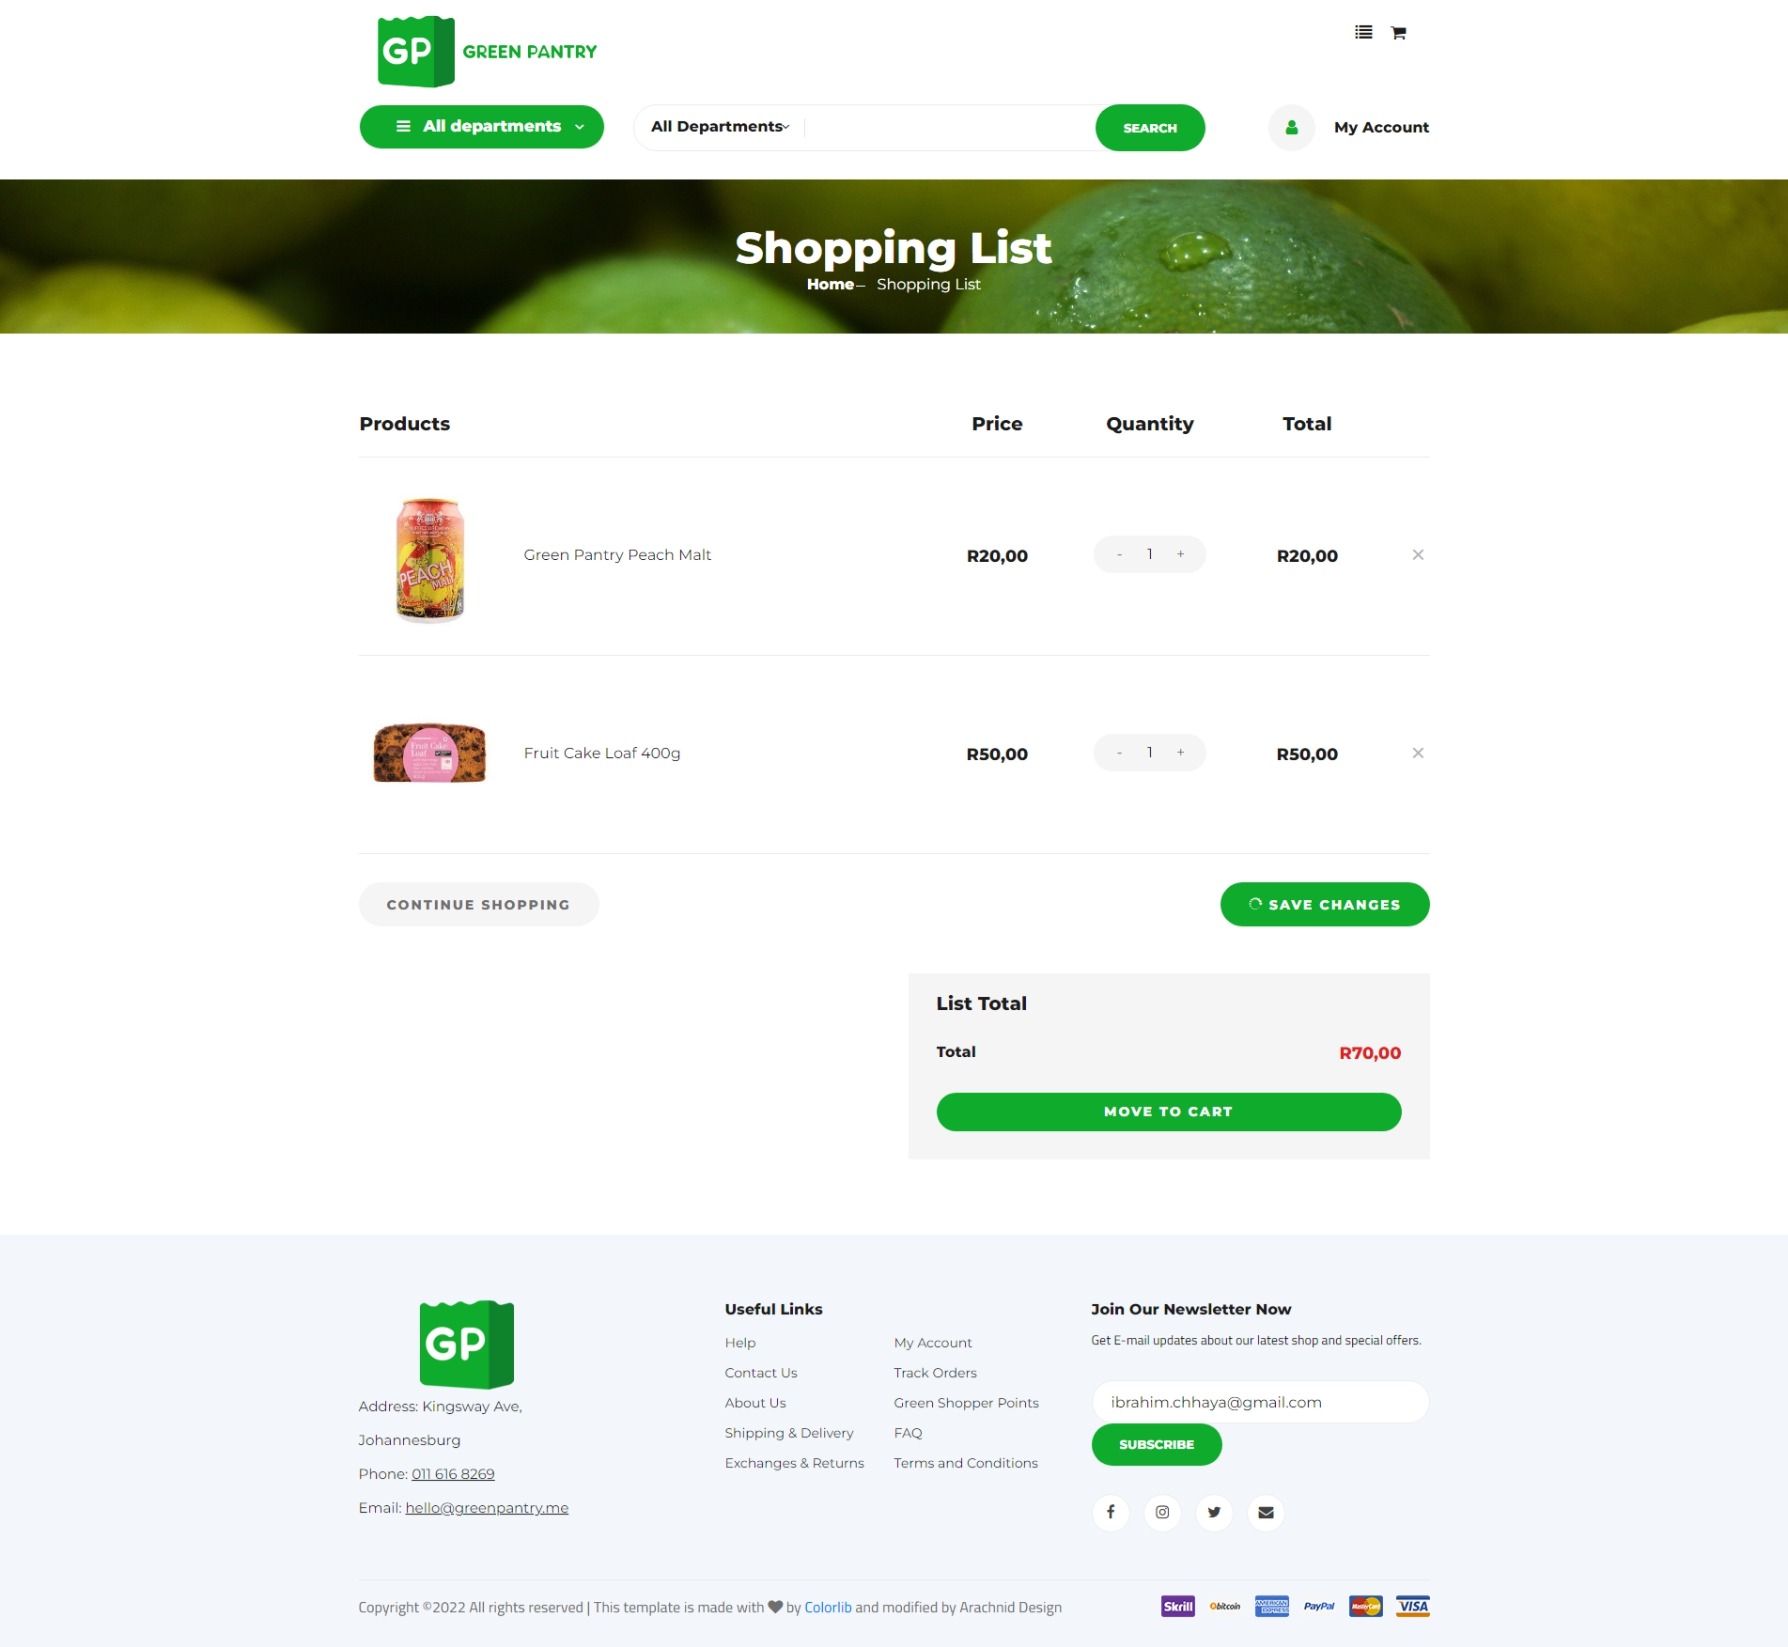 GP GREEN PANTRY
All departments
All Departments
SEARCH
My Account
Shopping List
Home – Shopping List
Products Price Quantity Total
PEACH
MALT
Green Pantry Peach Malt R20,00 - 1 + R20,00 ×
Fruit Cake
Loaf
Fruit Cake Loaf 400g R50,00 - 1 + R50,00 ×
CONTINUE SHOPPING SAVE CHANGES
List Total
Total R70,00
MOVE TO CART
GP
Address: Kingsway Ave,
Johannesburg
Phone: 011 616 8269
Email: hello@greenpantry.me
Useful Links
Help My Account
Contact Us Track Orders
About Us Green Shopper Points
Shipping & Delivery FAQ
Exchanges & Returns Terms and Conditions
Join Our Newsletter Now
Get E-mail updates about our latest shop and special offers.
ibrahim.chhaya@gmail.com
SUBSCRIBE
Copyright ©2022 All rights reserved | This template is made with ♥ by Colorlib and modified by Arachnid Design
Skrill bitcoin AMERICAN EXPRESS PayPal MasterCard VISA